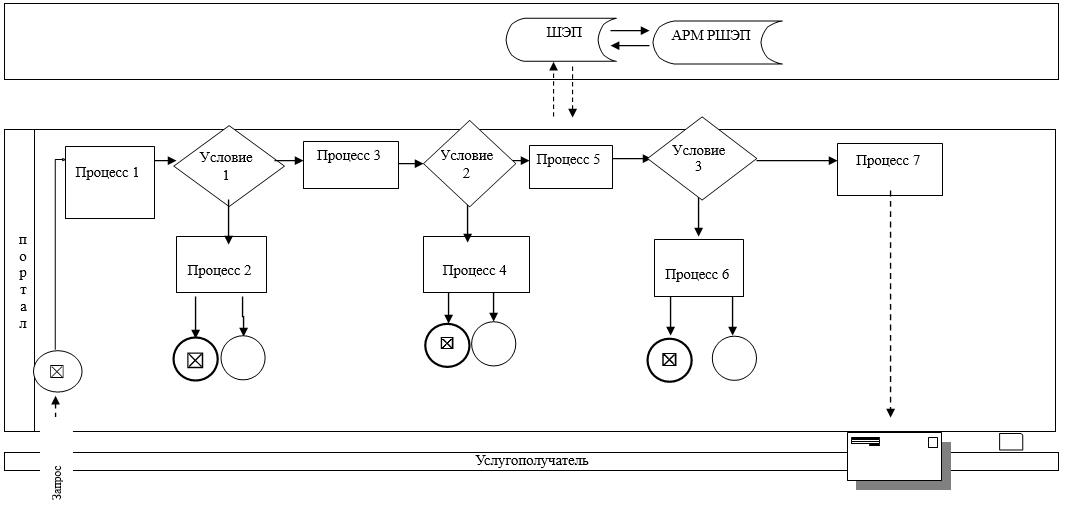 ШЭП
АРМ РШЭП
Процесс 1
Условие
1
Процесс 3
Условие
2
Процесс 5
Условие
3
Процесс 7
Процесс 2
Процесс 4
Процесс 6
портал
Запрос
Услугополучатель